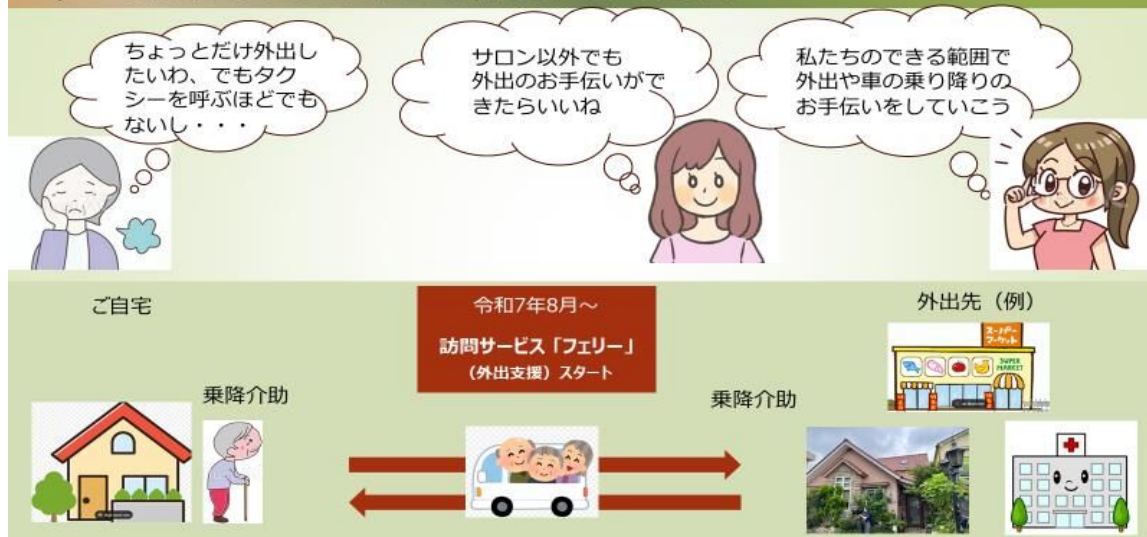 ちょっとだけ外出し
たいわ、でもタク
シーを呼ぶほどでも
ないし・・・
サロン以外でも
外出のお手伝いがで
きたらいいね
私たちのできる範囲で
外出や車の乗り降りの
お手伝いをしていこう
ご自宅
令和7年8月～
訪問サービス「フェリー」
（外出支援）スタート
外出先（例）
スーパー
マーケット
SUPER
MARKET
乗降介助
乗降介助